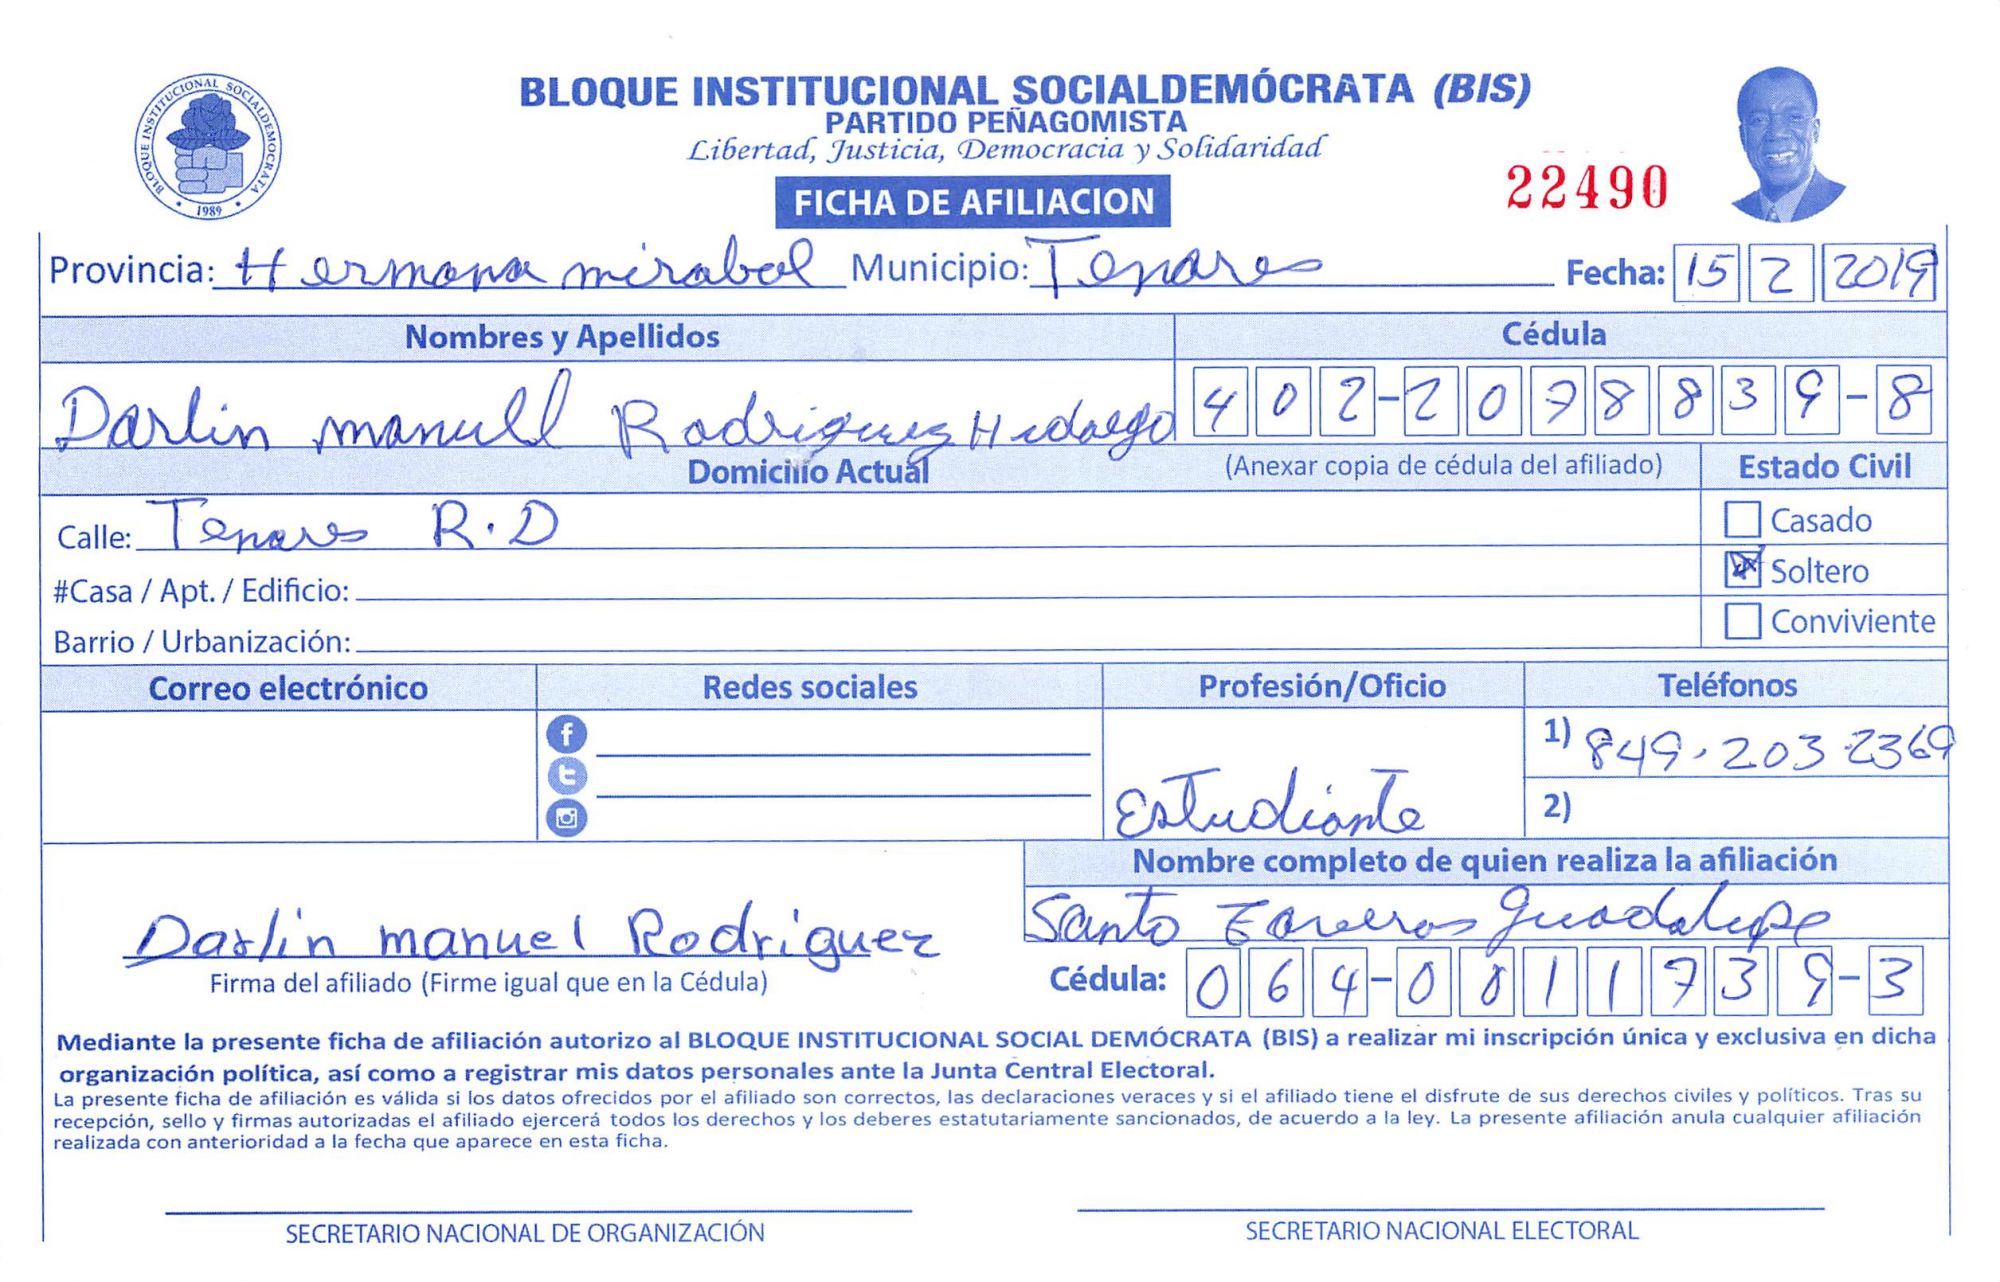 BLOQUE INSTITUCIONAL SOCIALDEMOCRATA
1989
BLOQUE INSTITUCIONAL SOCIALDEMÓCRATA (BIS)
PARTIDO PEÑAGOMISTA
Libertad, Justicia, Democracia y Solidaridad
FICHA DE AFILIACION
22490
Provincia: Hermana mirabal Municipio: Tenares Fecha: 15 2 2019
Nombres y Apellidos Cédula
Darlin manuell Rodriguez Hidalgo 402-2078839-8
Domicilio Actual (Anexar copia de cédula del afiliado) Estado Civil
Calle: Tenares R.D Casado
#Casa / Apt. / Edificio: Soltero
Barrio / Urbanización: Conviviente
Correo electrónico Redes sociales Profesión/Oficio Teléfonos
1) 849-203-2369
Estudiante 2)
Nombre completo de quien realiza la afiliación
Santo Guadalupe
Darlin manuel Rodriguez
Firma del afiliado (Firme igual que en la Cédula) Cédula: 064-0011739-3
Mediante la presente ficha de afiliación autorizo al BLOQUE INSTITUCIONAL SOCIAL DEMÓCRATA (BIS) a realizar mi inscripción única y exclusiva en dicha
organización política, así como a registrar mis datos personales ante la Junta Central Electoral.
La presente ficha de afiliación es válida si los datos ofrecidos por el afiliado son correctos, las declaraciones veraces y si el afiliado tiene el disfrute de sus derechos civiles y políticos. Tras su
recepción, sello y firmas autorizadas el afiliado ejercerá todos los derechos y los deberes estatutariamente sancionados, de acuerdo a la ley. La presente afiliación anula cualquier afiliación
realizada con anterioridad a la fecha que aparece en esta ficha.
SECRETARIO NACIONAL DE ORGANIZACIÓN SECRETARIO NACIONAL ELECTORAL